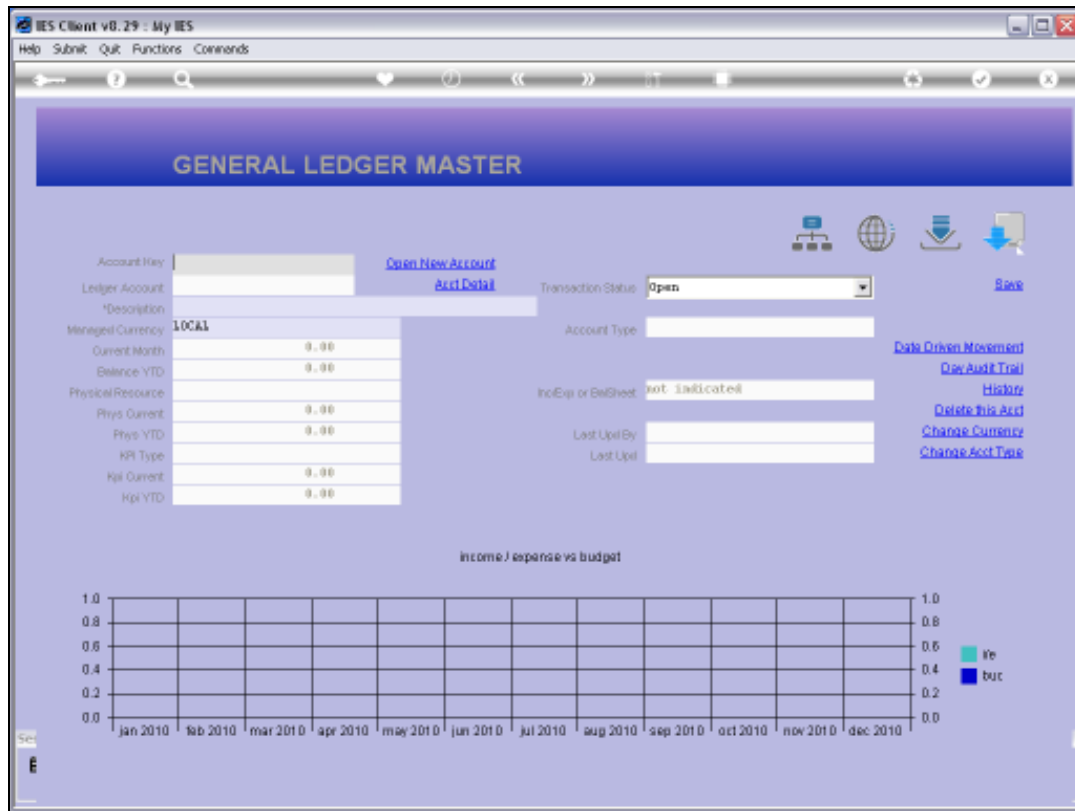 IES Client v8.29 : My IES
Help Submit Quit Functions Commands
GENERAL LEDGER MASTER
Account Key Open New Account
Ledger Account Acct Detail Transaction Status Open Save
*Description
Managed Currency LOCAL Account Type
Current Month 0.00 Date Driven Movement
Balance YTD 0.00 Day Audit Trail
Physical Resource Inc/Exp or BalSheet not indicated History
Phys Current 0.00 Delete this Acct
Phys YTD 0.00 Last Upd By Change Currency
KPI Type Last Upd Change Acct Type
Kpi Current 0.00
Kpi YTD 0.00
income / expense vs budget
1.0 1.0
0.8 0.8
0.6 0.6
i/e
0.4 0.4
buc
0.2 0.2
0.0 0.0
jan 2010 feb 2010 mar 2010 apr 2010 may 2010 jun 2010 jul 2010 aug 2010 sep 2010 oct 2010 nov 2010 dec 2010